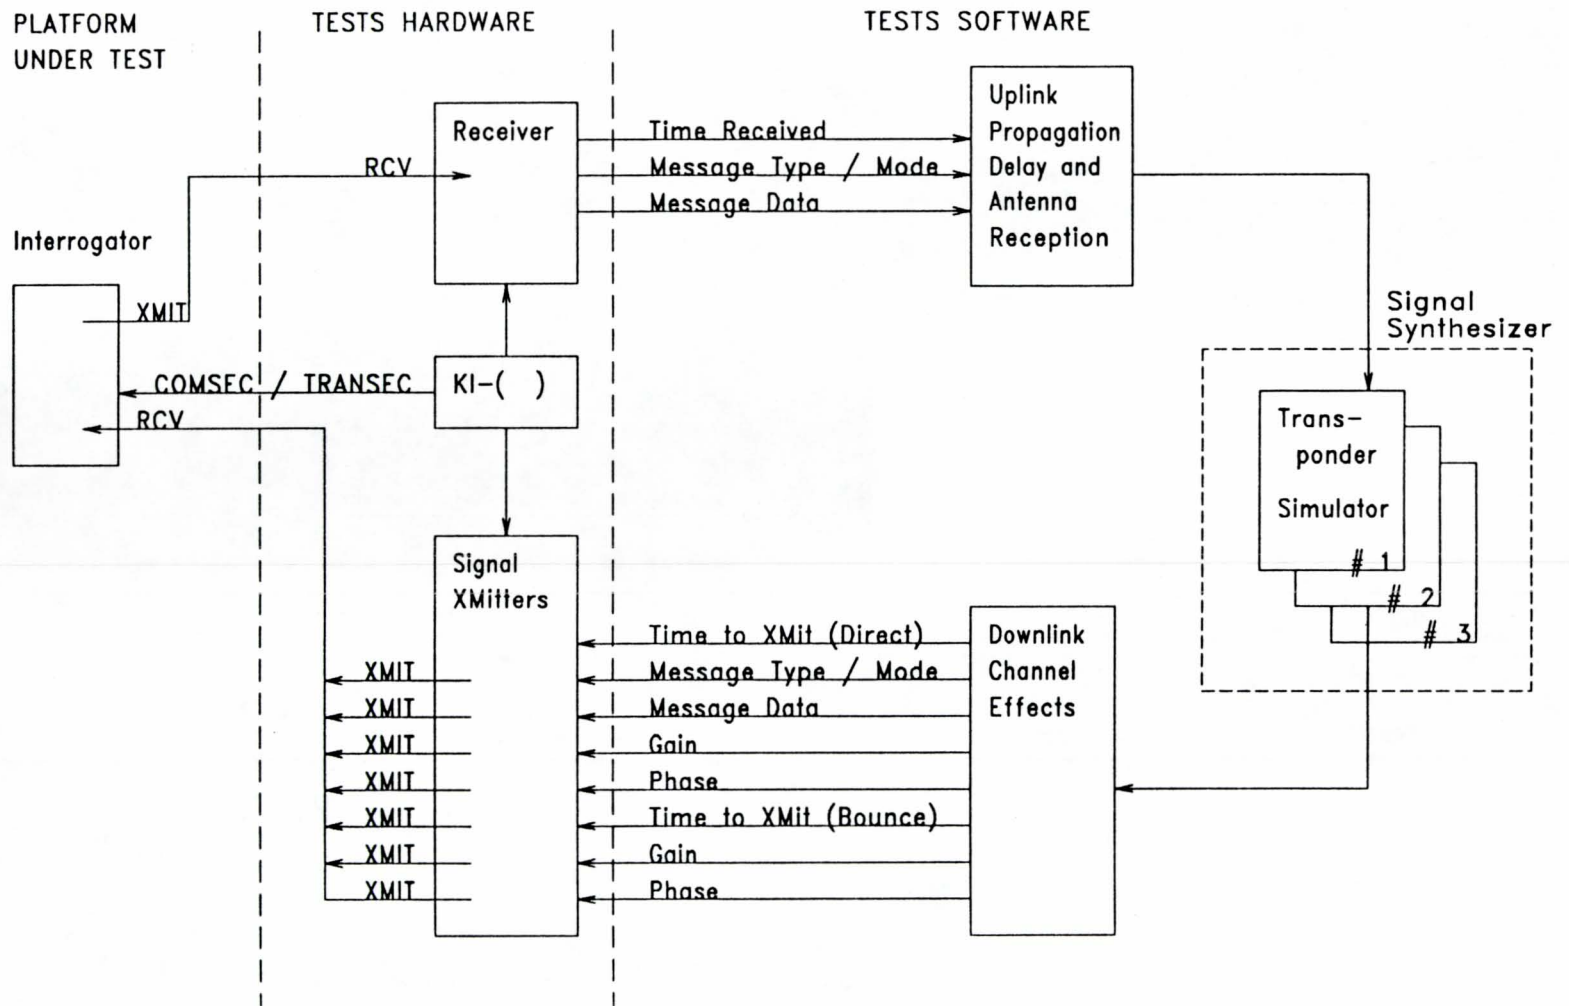 PLATFORM
UNDER TEST
TESTS HARDWARE
TESTS SOFTWARE
Interrogator
XMIT
RCV
Receiver
Time Received
Message Type / Mode
Message Data
Uplink
Propagation
Delay and
Antenna
Reception
COMSEC / TRANSEC
KI-( )
RCV
Signal
Synthesizer
Trans-
ponder
Simulator
# 1
# 2
# 3
Signal
XMitters
XMIT
XMIT
XMIT
XMIT
XMIT
XMIT
XMIT
Time to XMit (Direct)
Message Type / Mode
Message Data
Gain
Phase
Time to XMit (Bounce)
Gain
Phase
Downlink
Channel
Effects